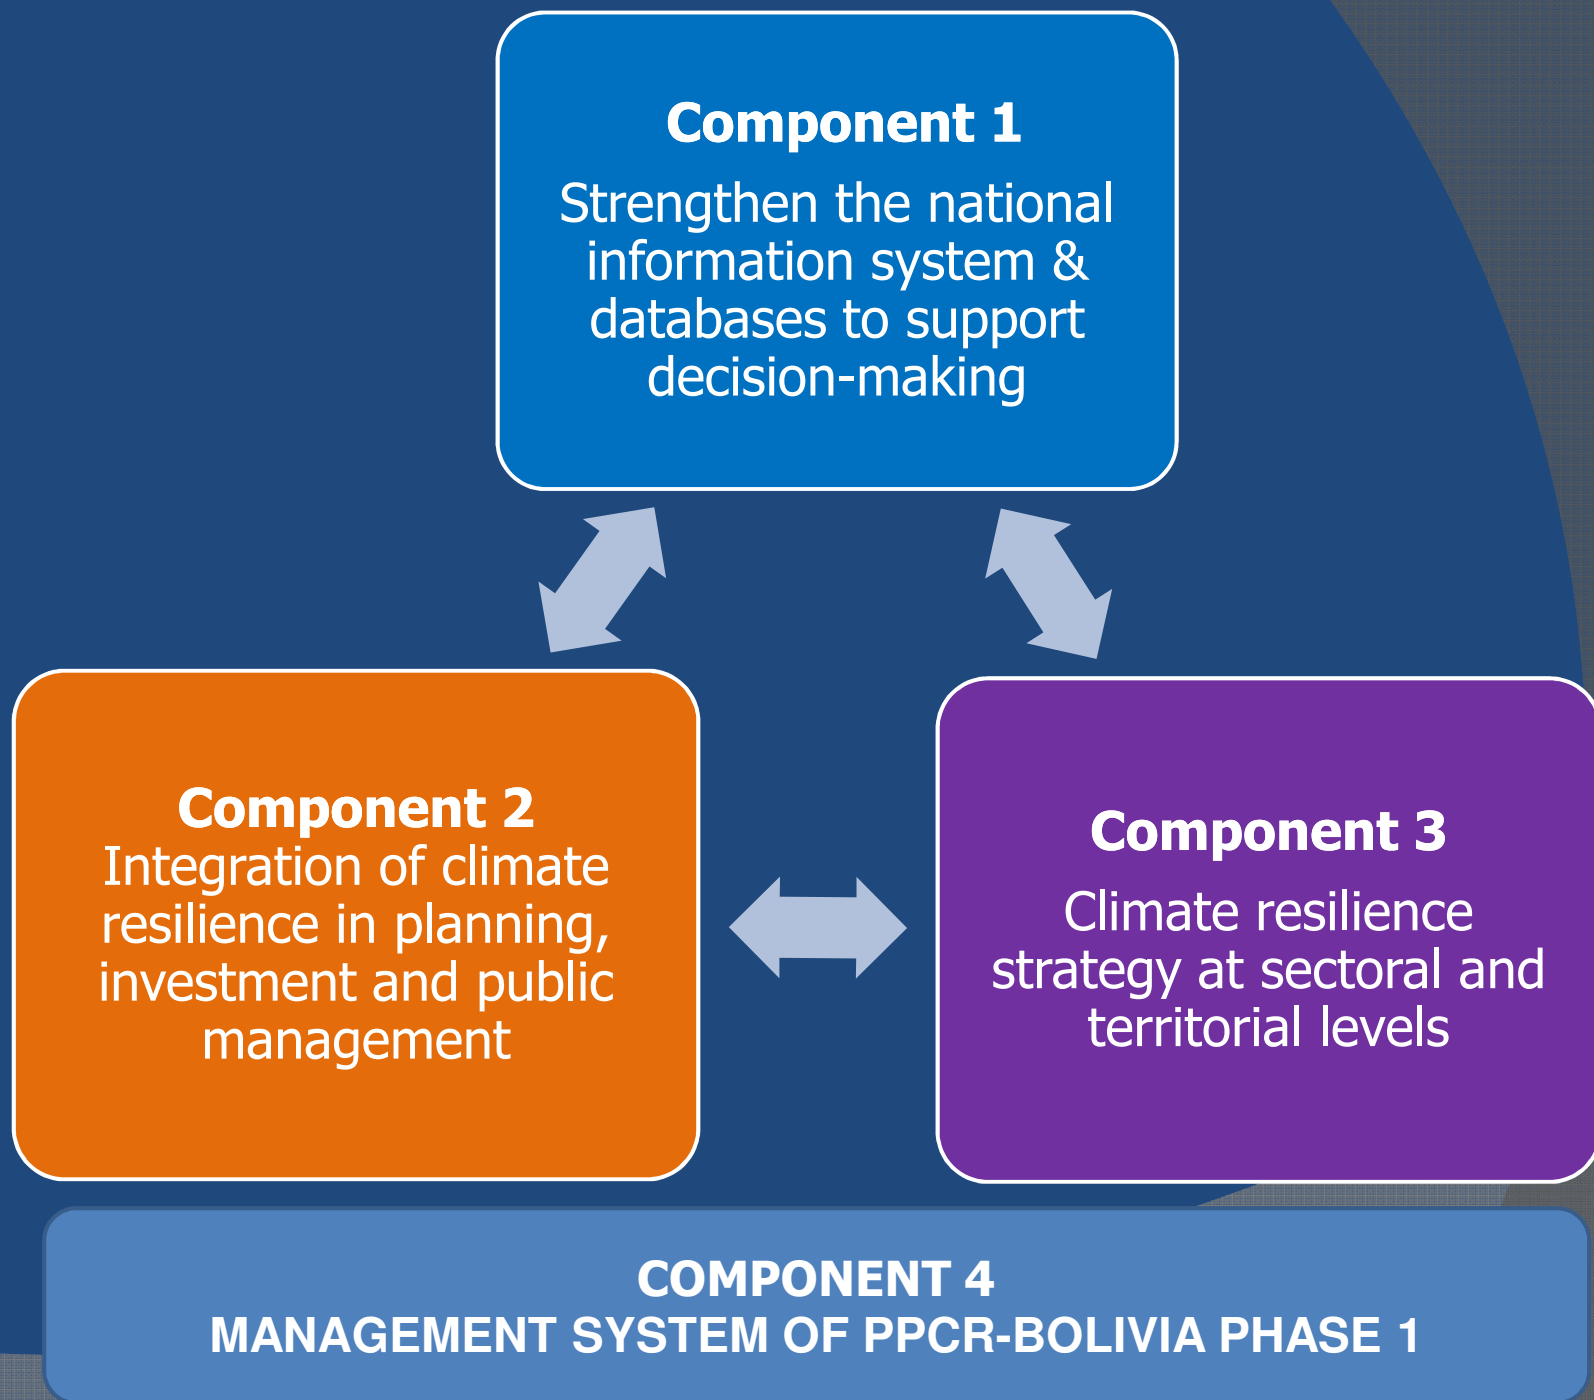 Component 1
Strengthen the national
information system &
databases to support
decision-making
Component 2
Integration of climate
resilience in planning,
investment and public
management
Component 3
Climate resilience
strategy at sectoral and
territorial levels
COMPONENT 4
MANAGEMENT SYSTEM OF PPCR-BOLIVIA PHASE 1